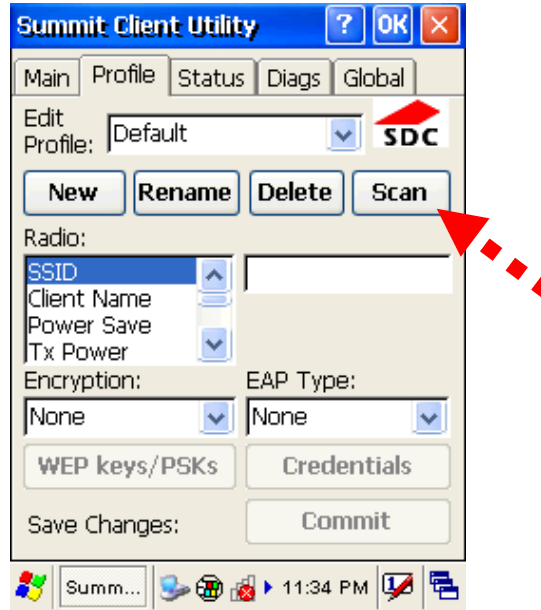 Summit Client Utility ? OK
Main Profile Status Diags Global
Edit
Profile: Default SDC
New Rename Delete Scan
Radio:
SSID
Client Name
Power Save
Tx Power
Encryption: EAP Type:
None None
WEP keys/PSKs Credentials
Save Changes: Commit
Summ... 11:34 PM